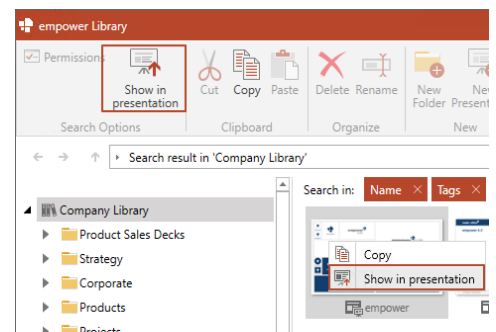 empower Library
Permissions
Show in
presentation
Cut Copy Paste
Delete Rename
New
Folder
Search Options
Clipboard
Organize
New
Search result in 'Company Library'
Search in: Name × Tags ×
Company Library
Product Sales Decks
Strategy
Corporate
Products
Projects
Copy
Show in presentation
empower